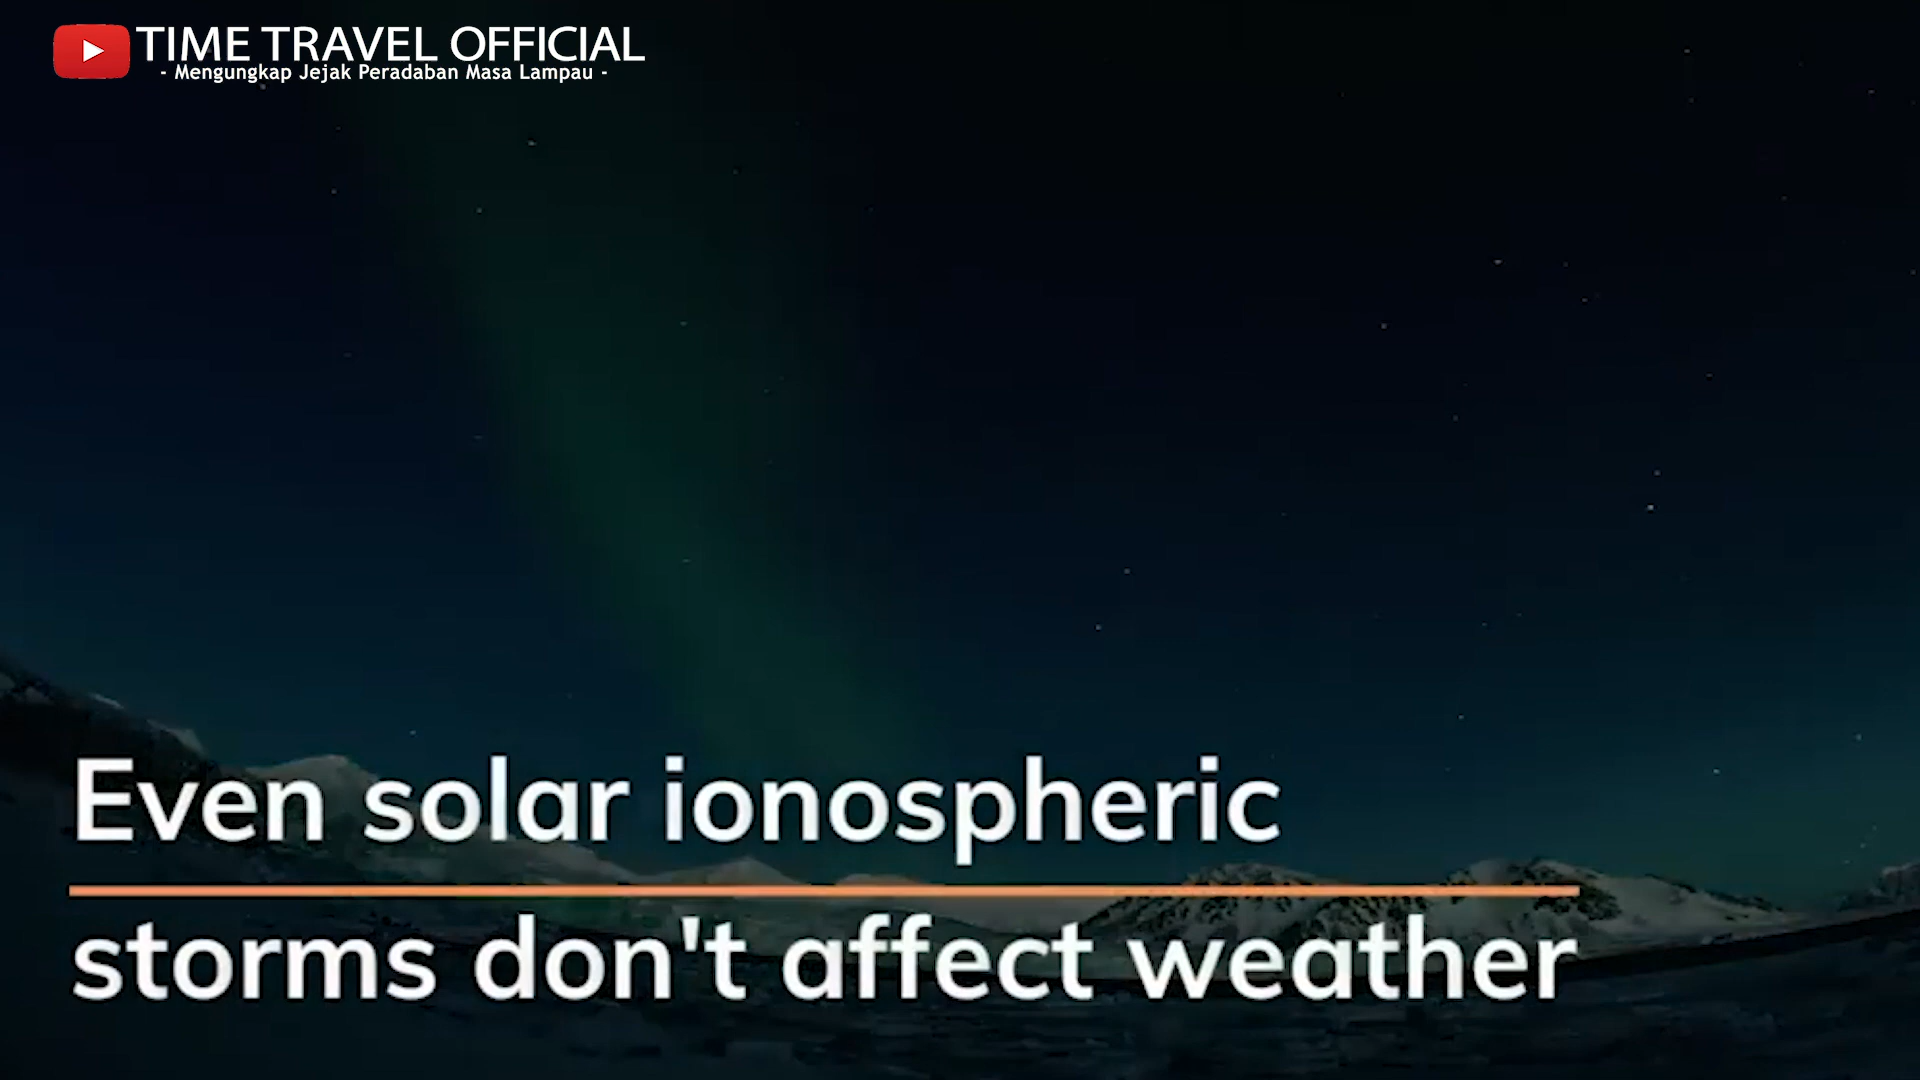 TIME TRAVEL OFFICIAL
- Mengungkap Jejak Peradaban Masa Lampau -
Even solar ionospheric
storms don't affect weather